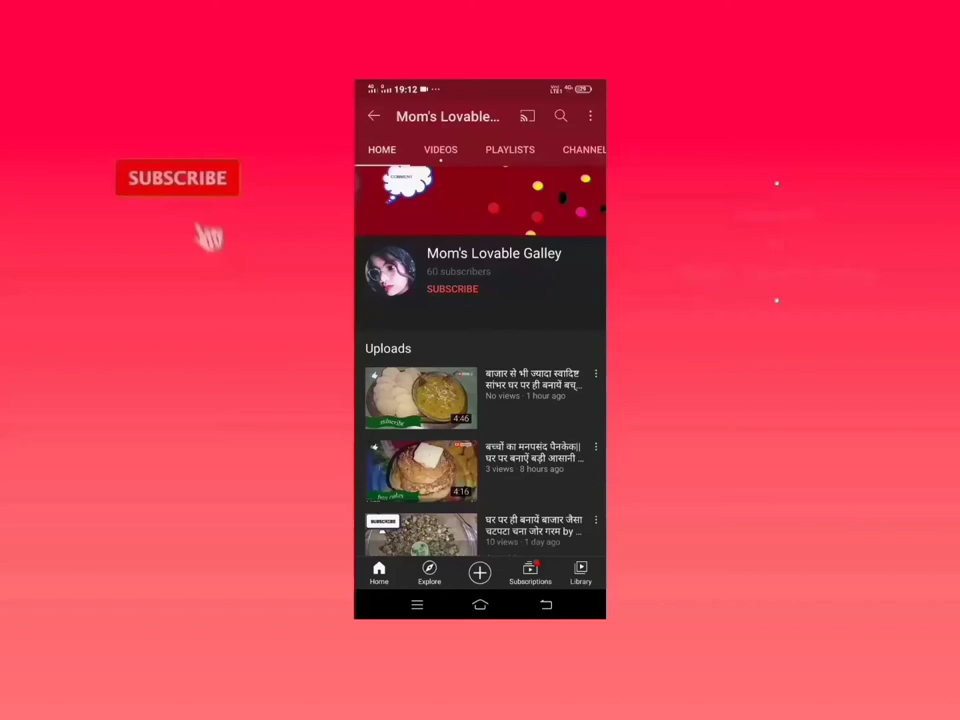 19:12
Mom's Lovable...
HOME VIDEOS PLAYLISTS CHANNEL
COMMENT
SUBSCRIBE
Mom's Lovable Galley
60 subscribers
SUBSCRIBE
Uploads
बाजार से भी ज्यादा स्वादिष्ट
सांभर घर पर ही बनायें बच्..
No views · 1 hour ago
subscribe
4:46
बच्चों का मनपसंद पैनकेक||
घर पर बनाऐं बड़ी आसानी ...
3 views · 8 hours ago
4:16
SUBSCRIBE
घर पर ही बनायें बाजार जैसा
चटपटा चना जोर गरम by ...
10 views · 1 day ago
Home Explore Subscriptions Library